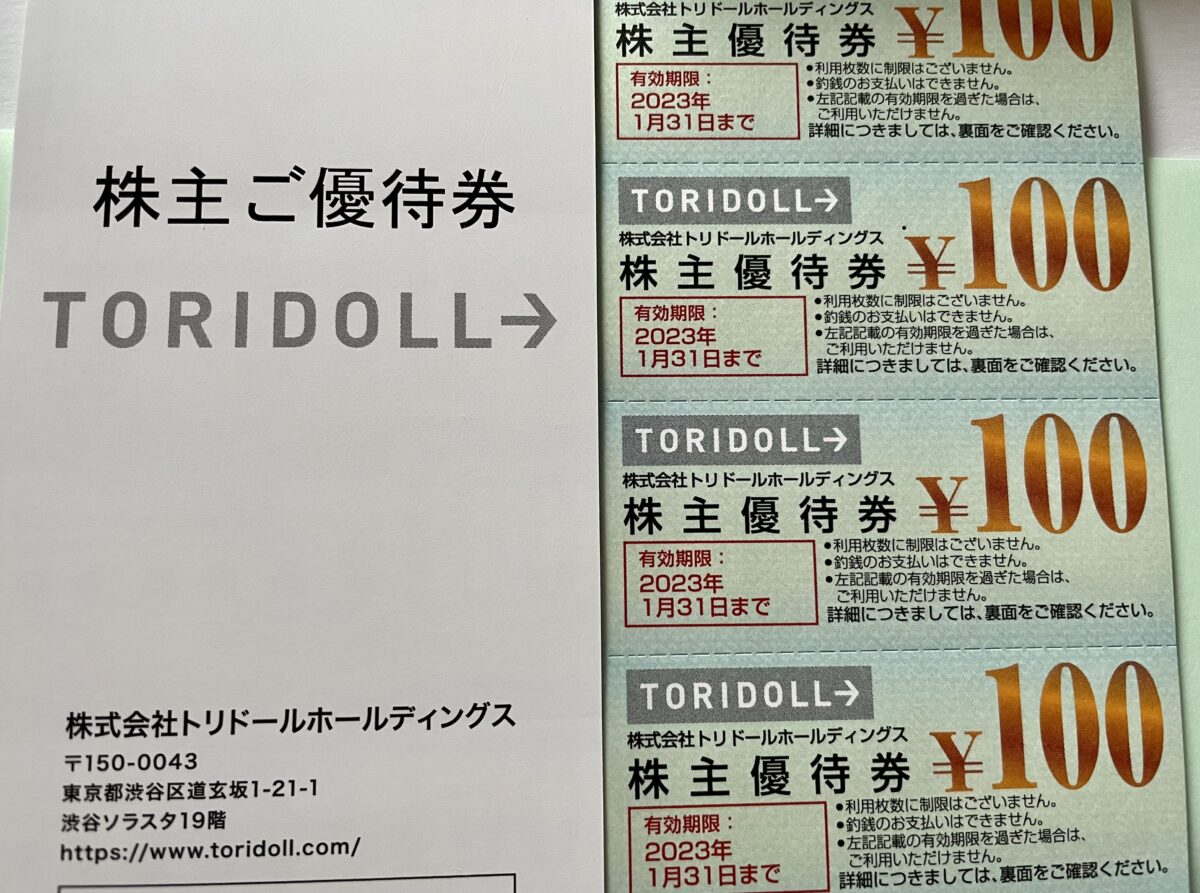 株主ご優待券
TORIDOLL→
株式会社トリドールホールディングス
〒150-0043
東京都渋谷区道玄坂1-21-1
渋谷ソラスタ19階
https://www.toridoll.com/
株式会社トリドールホールディングス
株主優待券
¥100
有効期限：
2023年
1月31日まで
●利用枚数に制限はございません。
●釣銭のお支払いはできません。
●左記記載の有効期限を過ぎた場合は、
ご利用いただけません。
詳細につきましては、裏面をご確認ください。
TORIDOLL→
株式会社トリドールホールディングス
株主優待券
¥100
有効期限：
2023年
1月31日まで
●利用枚数に制限はございません。
●釣銭のお支払いはできません。
●左記記載の有効期限を過ぎた場合は、
ご利用いただけません。
詳細につきましては、裏面をご確認ください。
TORIDOLL→
株式会社トリドールホールディングス
株主優待券
¥100
有効期限：
2023年
1月31日まで
●利用枚数に制限はございません。
●釣銭のお支払いはできません。
●左記記載の有効期限を過ぎた場合は、
ご利用いただけません。
詳細につきましては、裏面をご確認ください。
TORIDOLL→
株式会社トリドールホールディングス
株主優待券
¥100
有効期限：
2023年
1月31日まで
●利用枚数に制限はございません。
●釣銭のお支払いはできません。
●左記記載の有効期限を過ぎた場合は、
ご利用いただけません。
詳細につきましては、裏面をご確認ください。